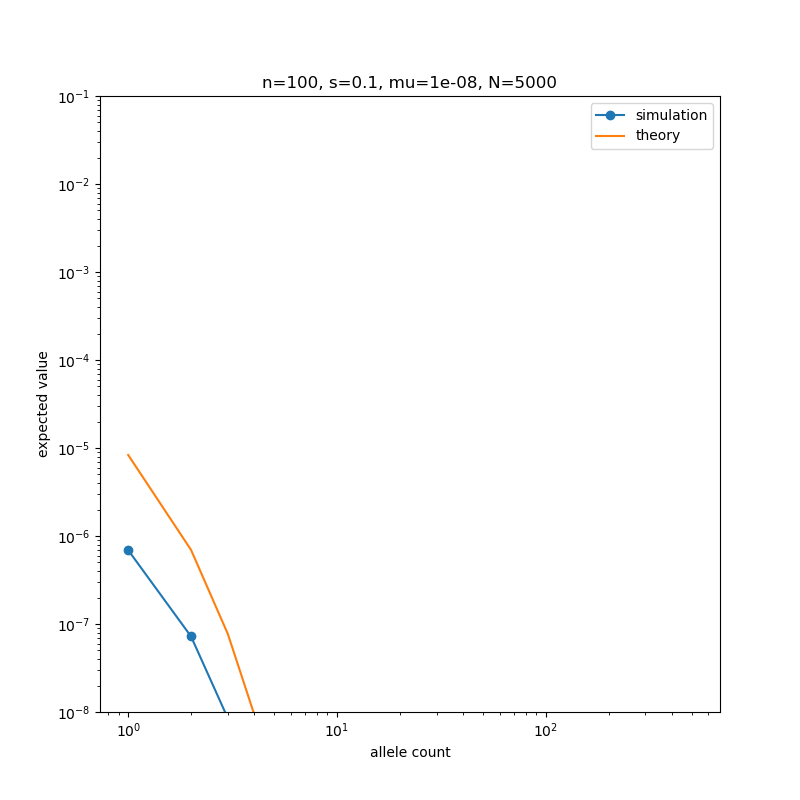 n=100, s=0.1, mu=1e-08, N=5000
simulation
theory
10⁻¹
10⁻²
10⁻³
10⁻⁴
10⁻⁵
10⁻⁶
10⁻⁷
10⁻⁸
expected value
10⁰
10¹
10²
allele count